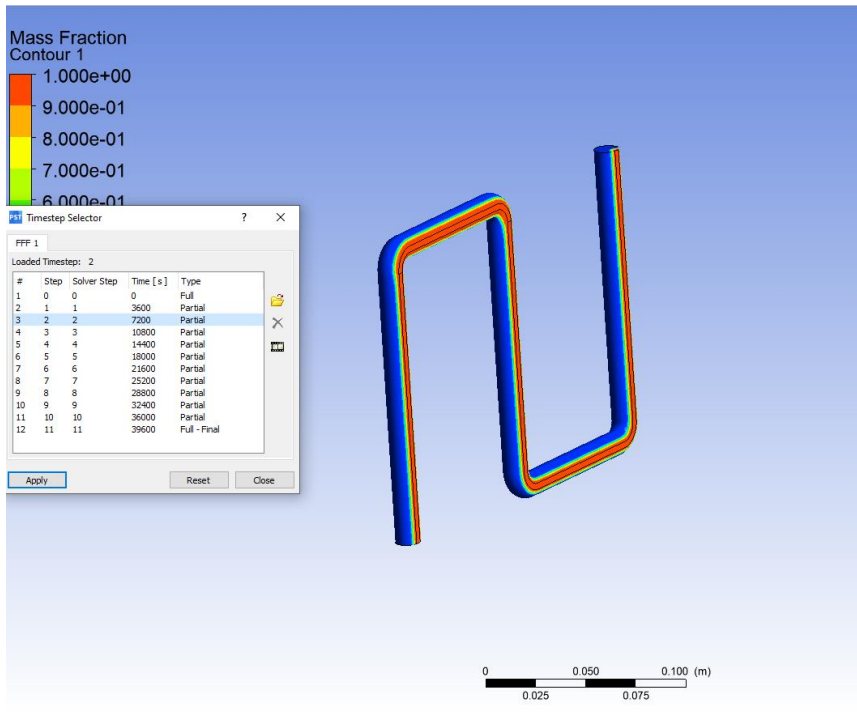 Mass Fraction
Contour 1
1.000e+00
9.000e-01
8.000e-01
7.000e-01
6.000e-01
PST Timestep Selector ? ×
FFF 1
Loaded Timestep: 2
# Step Solver Step Time [ s ] Type
1 0 0 0 Full
2 1 1 3600 Partial
3 2 2 7200 Partial
4 3 3 10800 Partial
5 4 4 14400 Partial
6 5 5 18000 Partial
7 6 6 21600 Partial
8 7 7 25200 Partial
9 8 8 28800 Partial
10 9 9 32400 Partial
11 10 10 36000 Partial
12 11 11 39600 Full - Final
Apply Reset Close
0 0.050 0.100 (m)
0.025 0.075